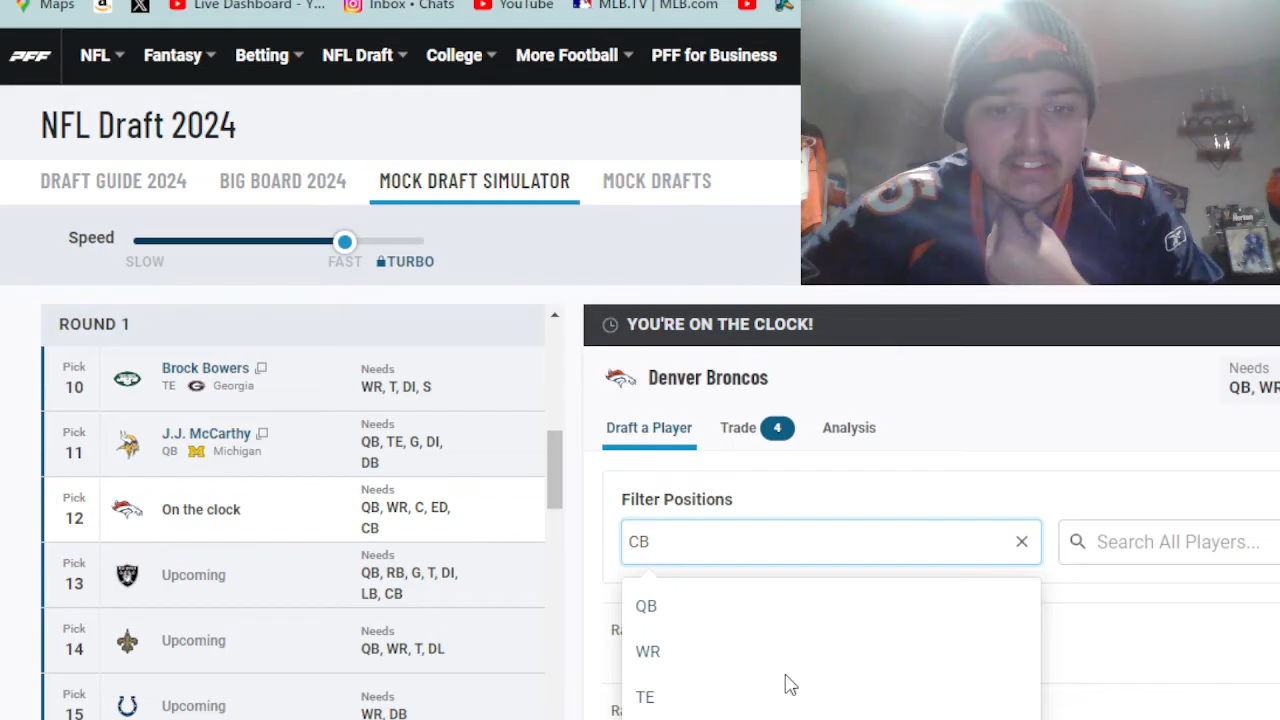 Maps
Live Dashboard - Y...
Inbox • Chats
YouTube
MLB.TV | MLB.com
PFF
NFL
Fantasy
Betting
NFL Draft
College
More Football
PFF for Business
NFL Draft 2024
DRAFT GUIDE 2024
BIG BOARD 2024
MOCK DRAFT SIMULATOR
MOCK DRAFTS
Speed
SLOW
FAST
TURBO
ROUND 1
Pick
10
Brock Bowers
TE
Georgia
Needs
WR, T, DI, S
Pick
11
J.J. McCarthy
QB
Michigan
Needs
QB, TE, G, DI,
DB
Pick
12
On the clock
Needs
QB, WR, C, ED,
CB
Pick
13
Upcoming
Needs
QB, RB, G, T, DI,
LB, CB
Pick
14
Upcoming
Needs
QB, WR, T, DL
Pick
15
Upcoming
Needs
WR, DB
YOU'RE ON THE CLOCK!
Denver Broncos
Needs
QB, WR
Draft a Player
Trade 4
Analysis
Filter Positions
CB
Search All Players...
QB
WR
TE